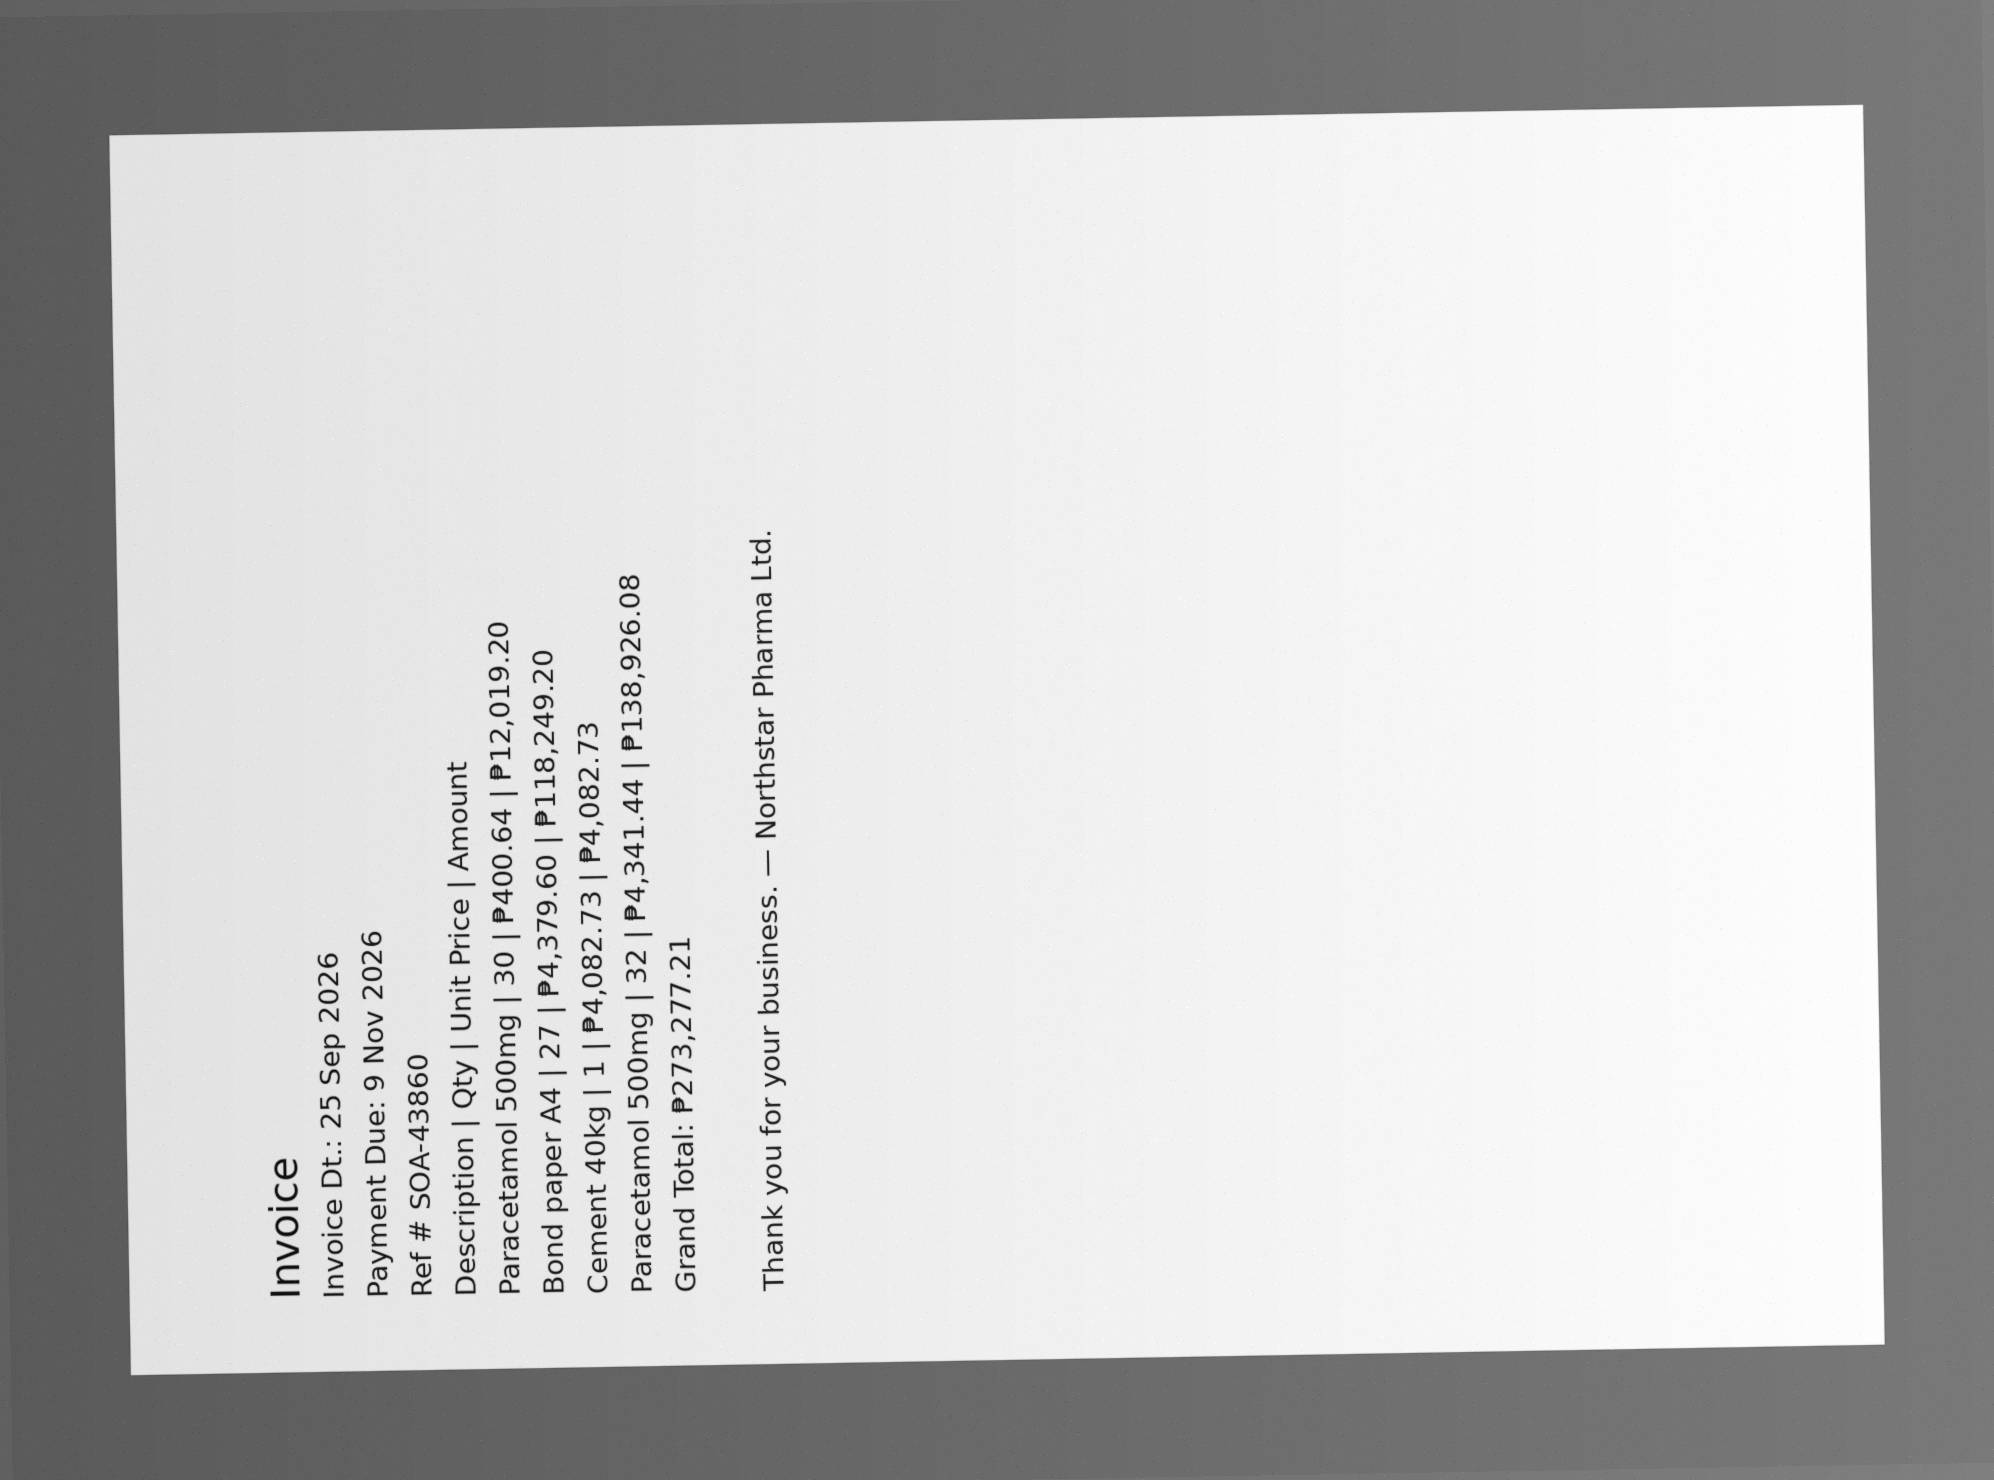 Invoice
Invoice Dt.: 25 Sep 2026
Payment Due: 9 Nov 2026
Ref # SOA-43860
Description | Qty | Unit Price | Amount
Paracetamol 500mg | 30 | ₱400.64 | ₱12,019.20
Bond paper A4 | 27 | ₱4,379.60 | ₱118,249.20
Cement 40kg | 1 | ₱4,082.73 | ₱4,082.73
Paracetamol 500mg | 32 | ₱4,341.44 | ₱138,926.08
Grand Total: ₱273,277.21
Thank you for your business. — Northstar Pharma Ltd.